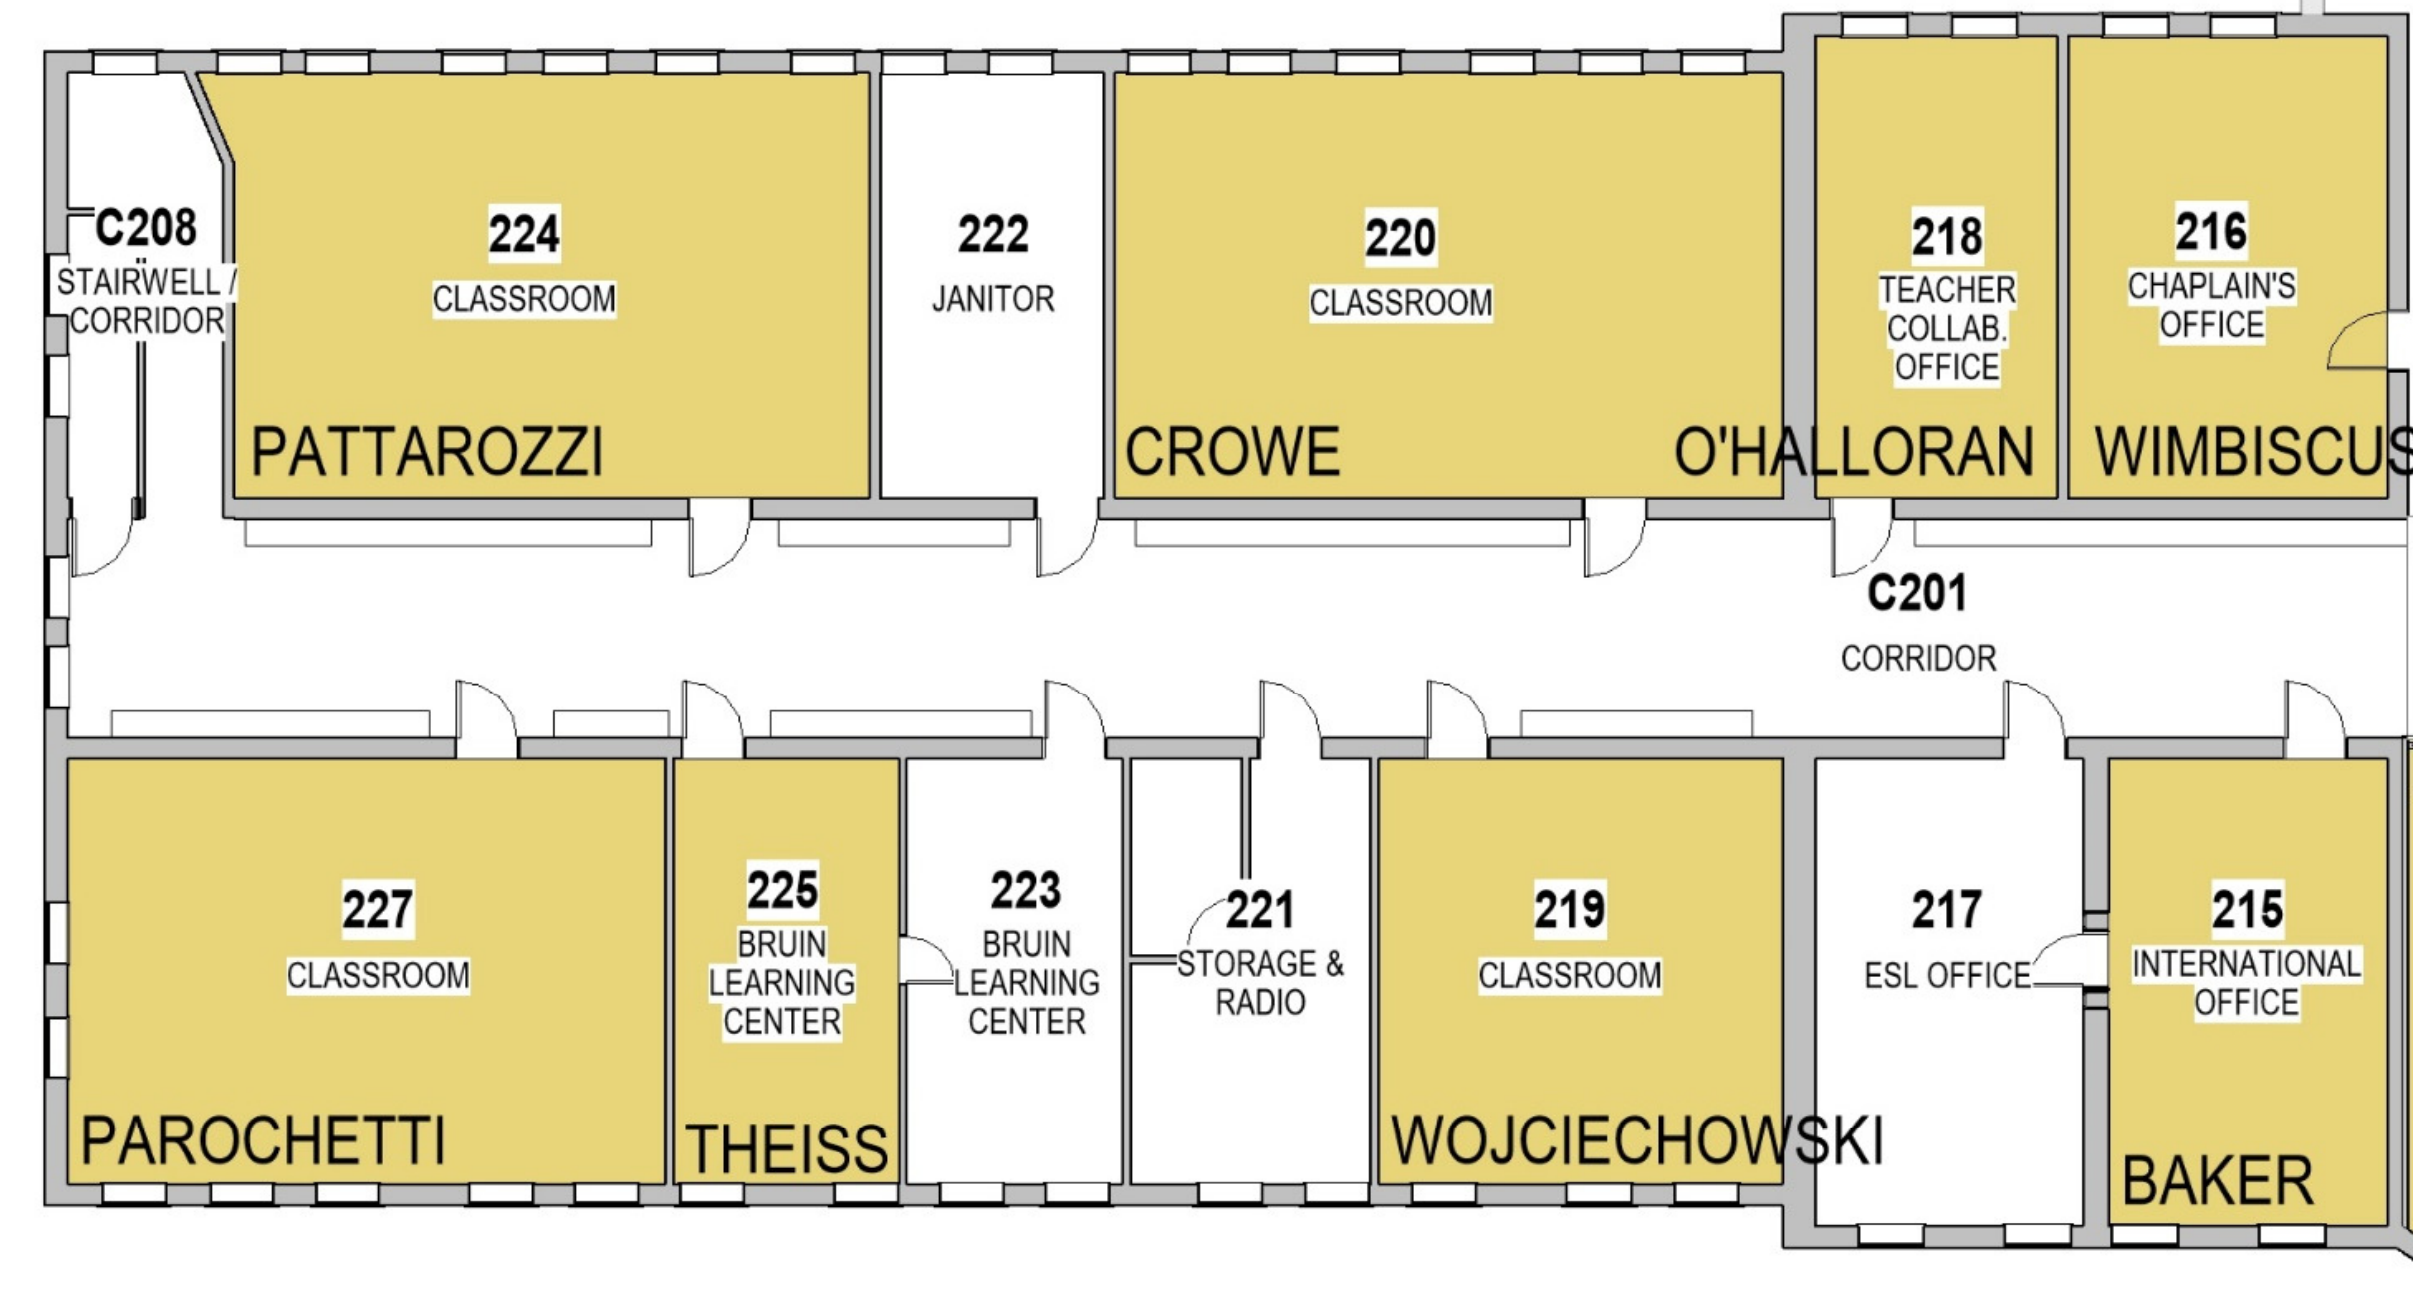 C208
STAIRWELL /
CORRIDOR
224
CLASSROOM
PATTAROZZI
222
JANITOR
220
CLASSROOM
CROWE
218
TEACHER
COLLAB.
OFFICE
O'HALLORAN
216
CHAPLAIN'S
OFFICE
WIMBISCUS
C201
CORRIDOR
227
CLASSROOM
PAROCHETTI
225
BRUIN
LEARNING
CENTER
THEISS
223
BRUIN
LEARNING
CENTER
221
STORAGE &
RADIO
219
CLASSROOM
WOJCIECHOWSKI
217
ESL OFFICE
215
INTERNATIONAL
OFFICE
BAKER